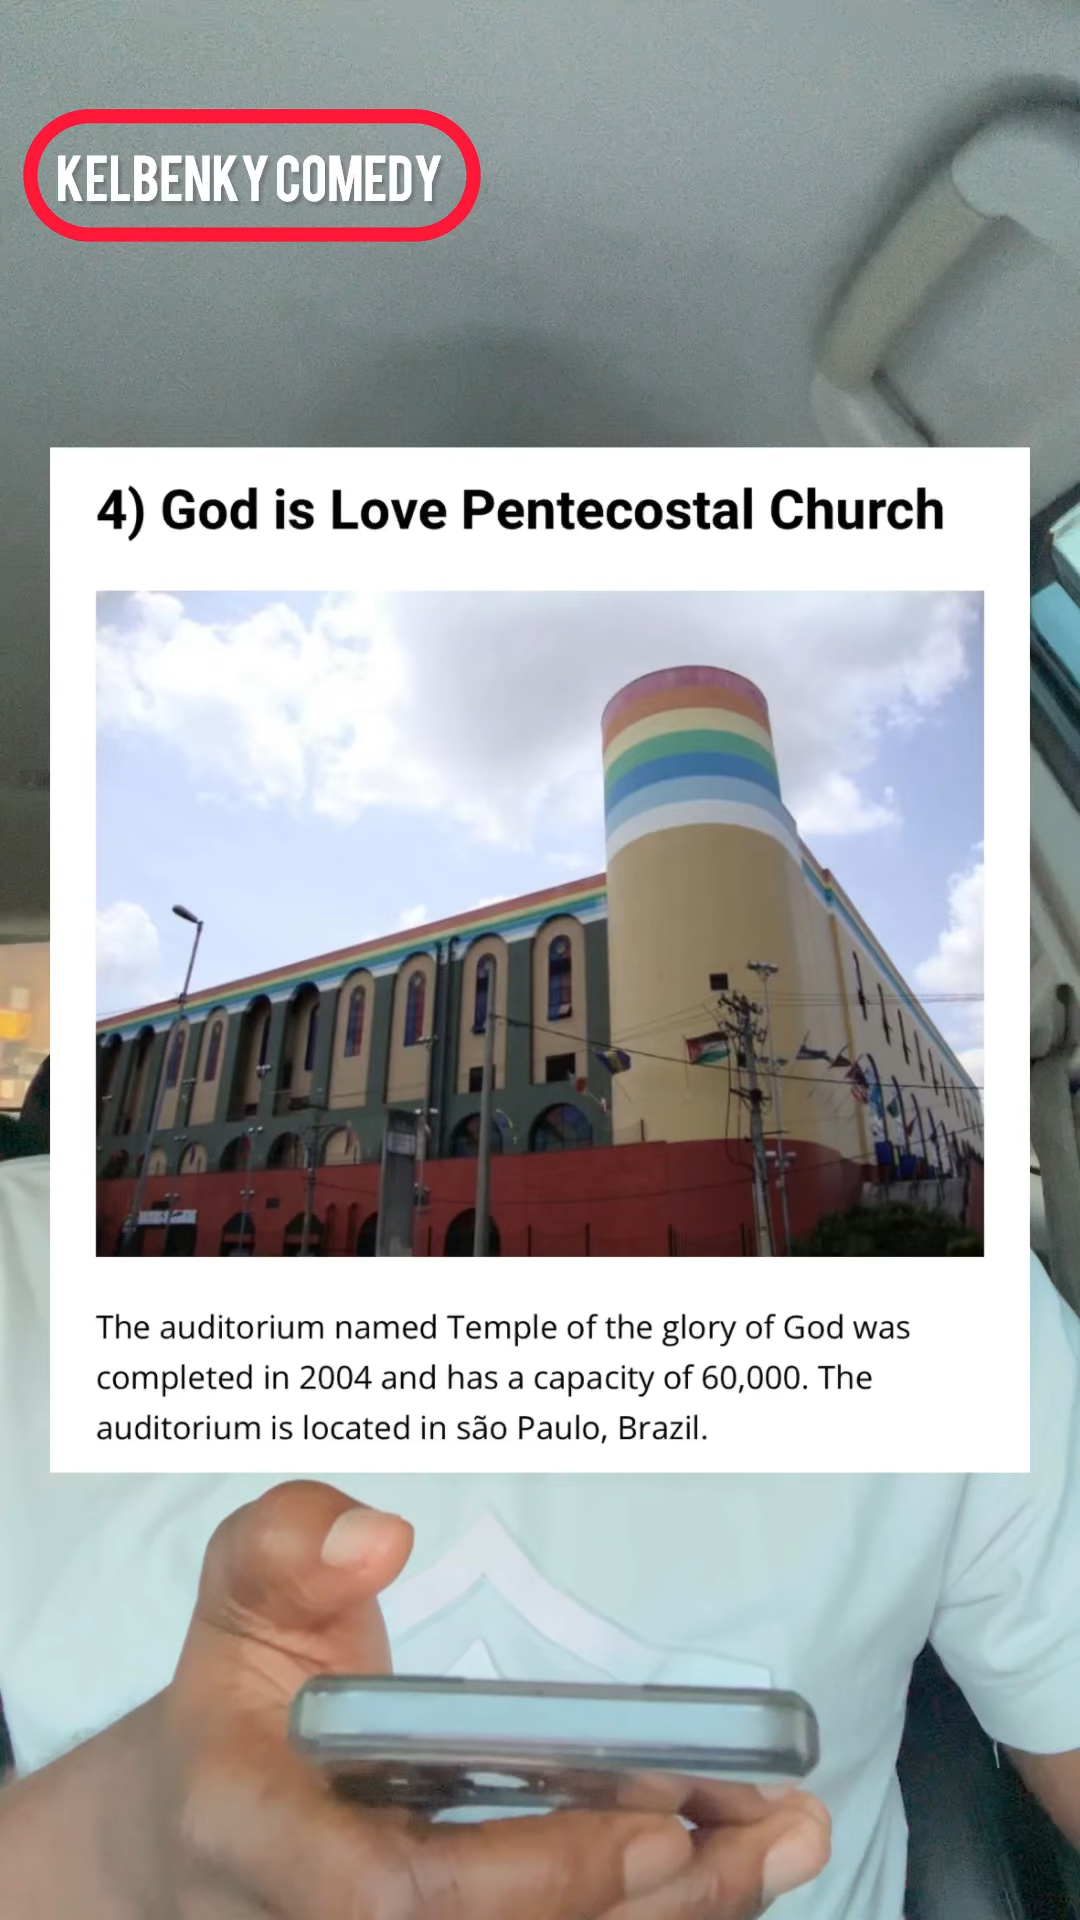 KELBENKY COMEDY
4) God is Love Pentecostal Church
The auditorium named Temple of the glory of God was
completed in 2004 and has a capacity of 60,000. The
auditorium is located in são Paulo, Brazil.